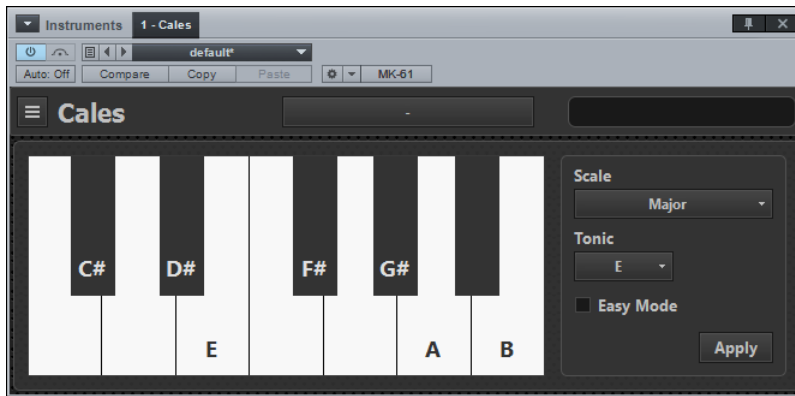 Instruments 1 - Cales
default*
Auto: Off Compare Copy Paste MK-61
Cales -
Scale
Major
Tonic
E
Easy Mode
Apply
C# D# F# G#
E A B